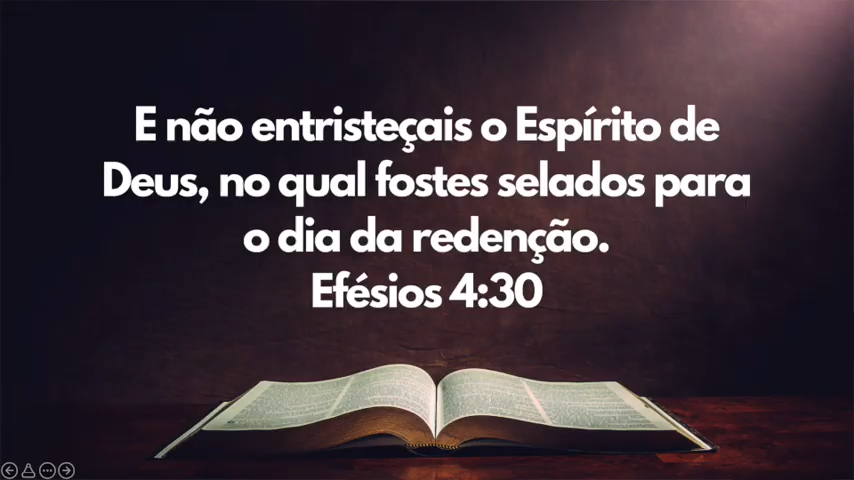 E não entristeçais o Espírito de
Deus, no qual fostes selados para
o dia da redenção.
Efésios 4:30